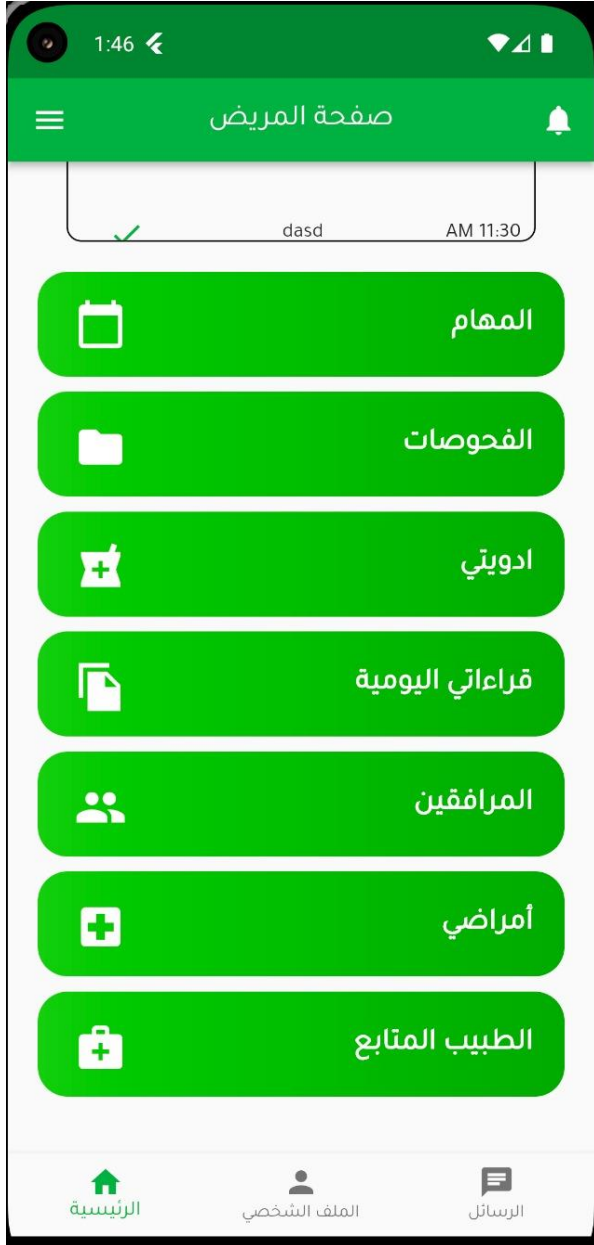 1:46
صفحة المريض
AM 11:30 dasd
المهام
الفحوصات
ادويتي
قراءاتي اليومية
المرافقين
أمراضي
الطبيب المتابع
الرسائل الملف الشخصي الرئيسية